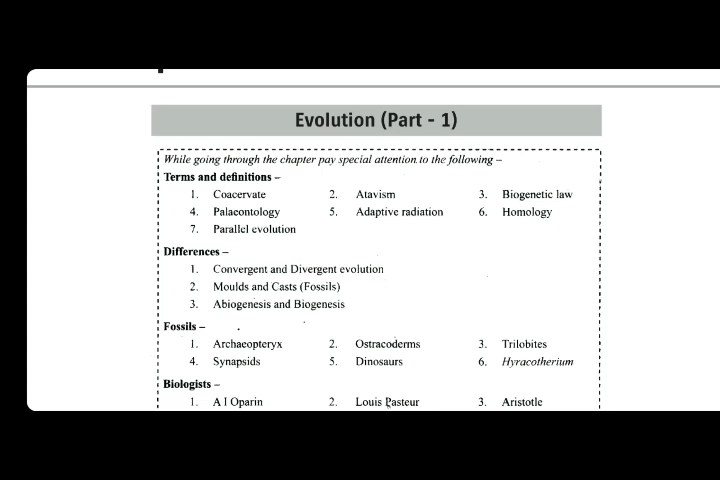 Evolution (Part - 1)
While going through the chapter pay special attention to the following –
Terms and definitions –
1. Coacervate 2. Atavism 3. Biogenetic law
4. Palaeontology 5. Adaptive radiation 6. Homology
7. Parallel evolution
Differences –
1. Convergent and Divergent evolution
2. Moulds and Casts (Fossils)
3. Abiogenesis and Biogenesis
Fossils –
1. Archaeopteryx 2. Ostracoderms 3. Trilobites
4. Synapsids 5. Dinosaurs 6. Hyracotherium
Biologists –
1. A I Oparin 2. Louis Pasteur 3. Aristotle